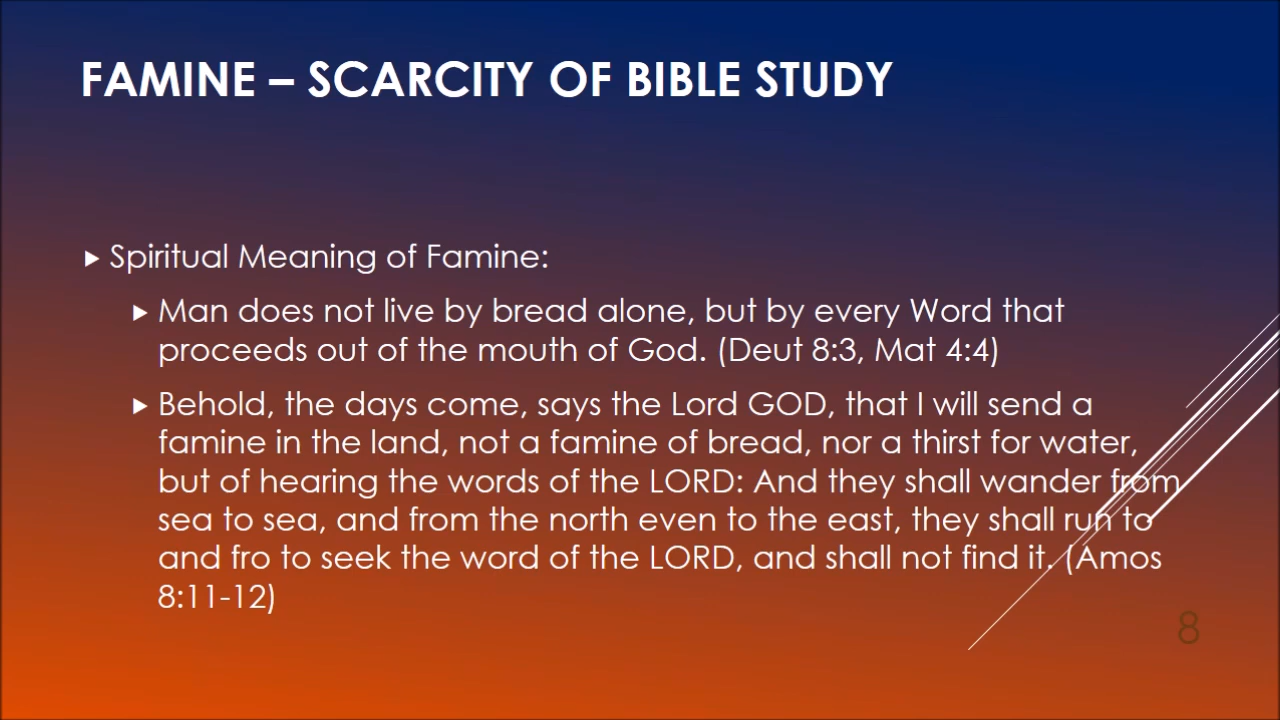 FAMINE – SCARCITY OF BIBLE STUDY
Spiritual Meaning of Famine:
Man does not live by bread alone, but by every Word that
proceeds out of the mouth of God. (Deut 8:3, Mat 4:4)
Behold, the days come, says the Lord GOD, that I will send a
famine in the land, not a famine of bread, nor a thirst for water,
but of hearing the words of the LORD: And they shall wander from
sea to sea, and from the north even to the east, they shall run to
and fro to seek the word of the LORD, and shall not find it. (Amos
8:11-12)
8